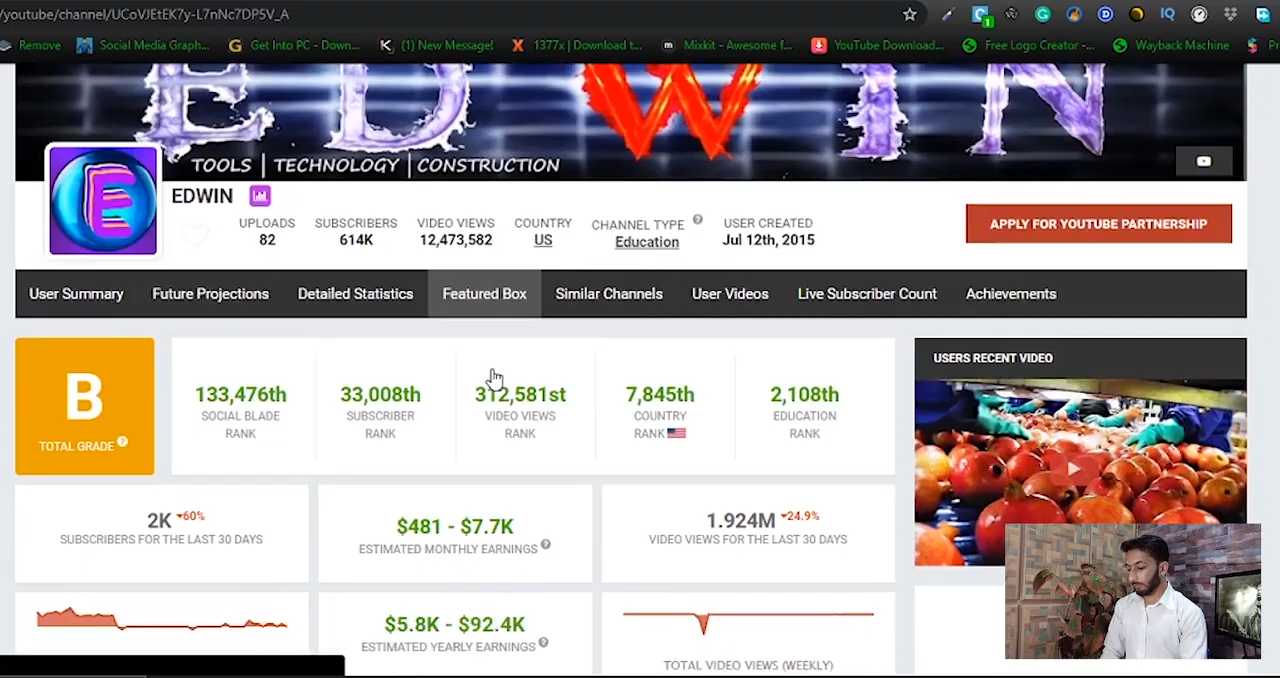 /youtube/channel/UCoVJEtEK7y-L7nNc7DP5V_A
Remove Social Media Graph... Get Into PC - Down... (1) New Message! 1377x | Download t... Mixkit - Awesome f... YouTube Download... Free Logo Creator -... Wayback Machine
EDWIN
TOOLS | TECHNOLOGY | CONSTRUCTION
E
EDWIN
UPLOADS SUBSCRIBERS VIDEO VIEWS COUNTRY CHANNEL TYPE USER CREATED
82 614K 12,473,582 US Education Jul 12th, 2015
APPLY FOR YOUTUBE PARTNERSHIP
User Summary Future Projections Detailed Statistics Featured Box Similar Channels User Videos Live Subscriber Count Achievements
B
TOTAL GRADE
133,476th 33,008th 312,581st 7,845th 2,108th
SOCIAL BLADE SUBSCRIBER VIDEO VIEWS COUNTRY EDUCATION
RANK RANK RANK RANK RANK
USERS RECENT VIDEO
2K 60%
SUBSCRIBERS FOR THE LAST 30 DAYS
$481 - $7.7K
ESTIMATED MONTHLY EARNINGS
1.924M 24.9%
VIDEO VIEWS FOR THE LAST 30 DAYS
$5.8K - $92.4K
ESTIMATED YEARLY EARNINGS
TOTAL VIDEO VIEWS (WEEKLY)